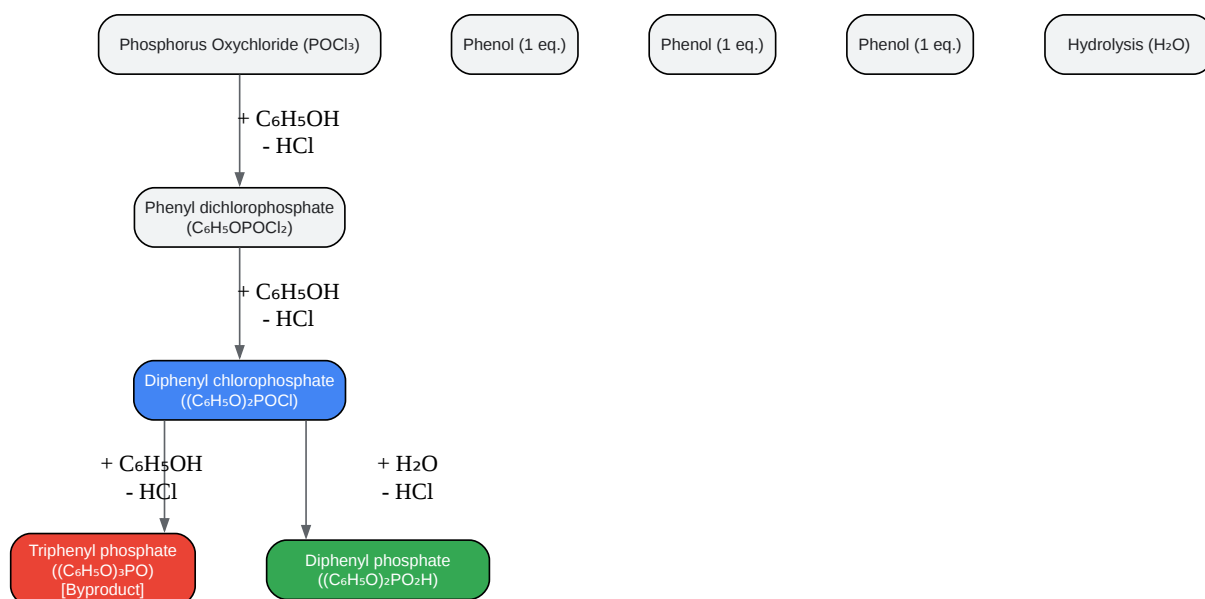 Phosphorus Oxychloride (POCl₃)
Phenol (1 eq.)
Phenol (1 eq.)
Phenol (1 eq.)
Hydrolysis (H₂O)
+ C₆H₅OH
- HCl
Phenyl dichlorophosphate
(C₆H₅OPOCl₂)
+ C₆H₅OH
- HCl
Diphenyl chlorophosphate
((C₆H₅O)₂POCl)
+ C₆H₅OH
- HCl
+ H₂O
- HCl
Triphenyl phosphate
((C₆H₅O)₃PO)
[Byproduct]
Diphenyl phosphate
((C₆H₅O)₂PO₂H)